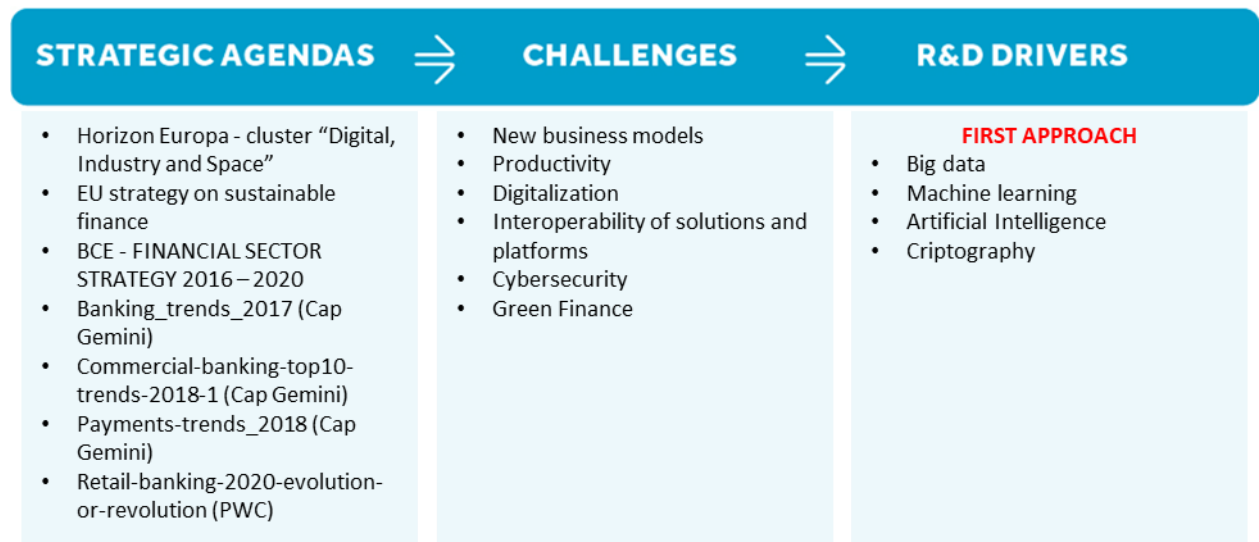 STRATEGIC AGENDAS ⇒ CHALLENGES ⇒ R&D DRIVERS
• Horizon Europa - cluster “Digital,
Industry and Space”
• EU strategy on sustainable
finance
• BCE - FINANCIAL SECTOR
STRATEGY 2016 – 2020
• Banking_trends_2017 (Cap
Gemini)
• Commercial-banking-top10-
trends-2018-1 (Cap Gemini)
• Payments-trends_2018 (Cap
Gemini)
• Retail-banking-2020-evolution-
or-revolution (PWC)
• New business models
• Productivity
• Digitalization
• Interoperability of solutions and
platforms
• Cybersecurity
• Green Finance
FIRST APPROACH
• Big data
• Machine learning
• Artificial Intelligence
• Criptography